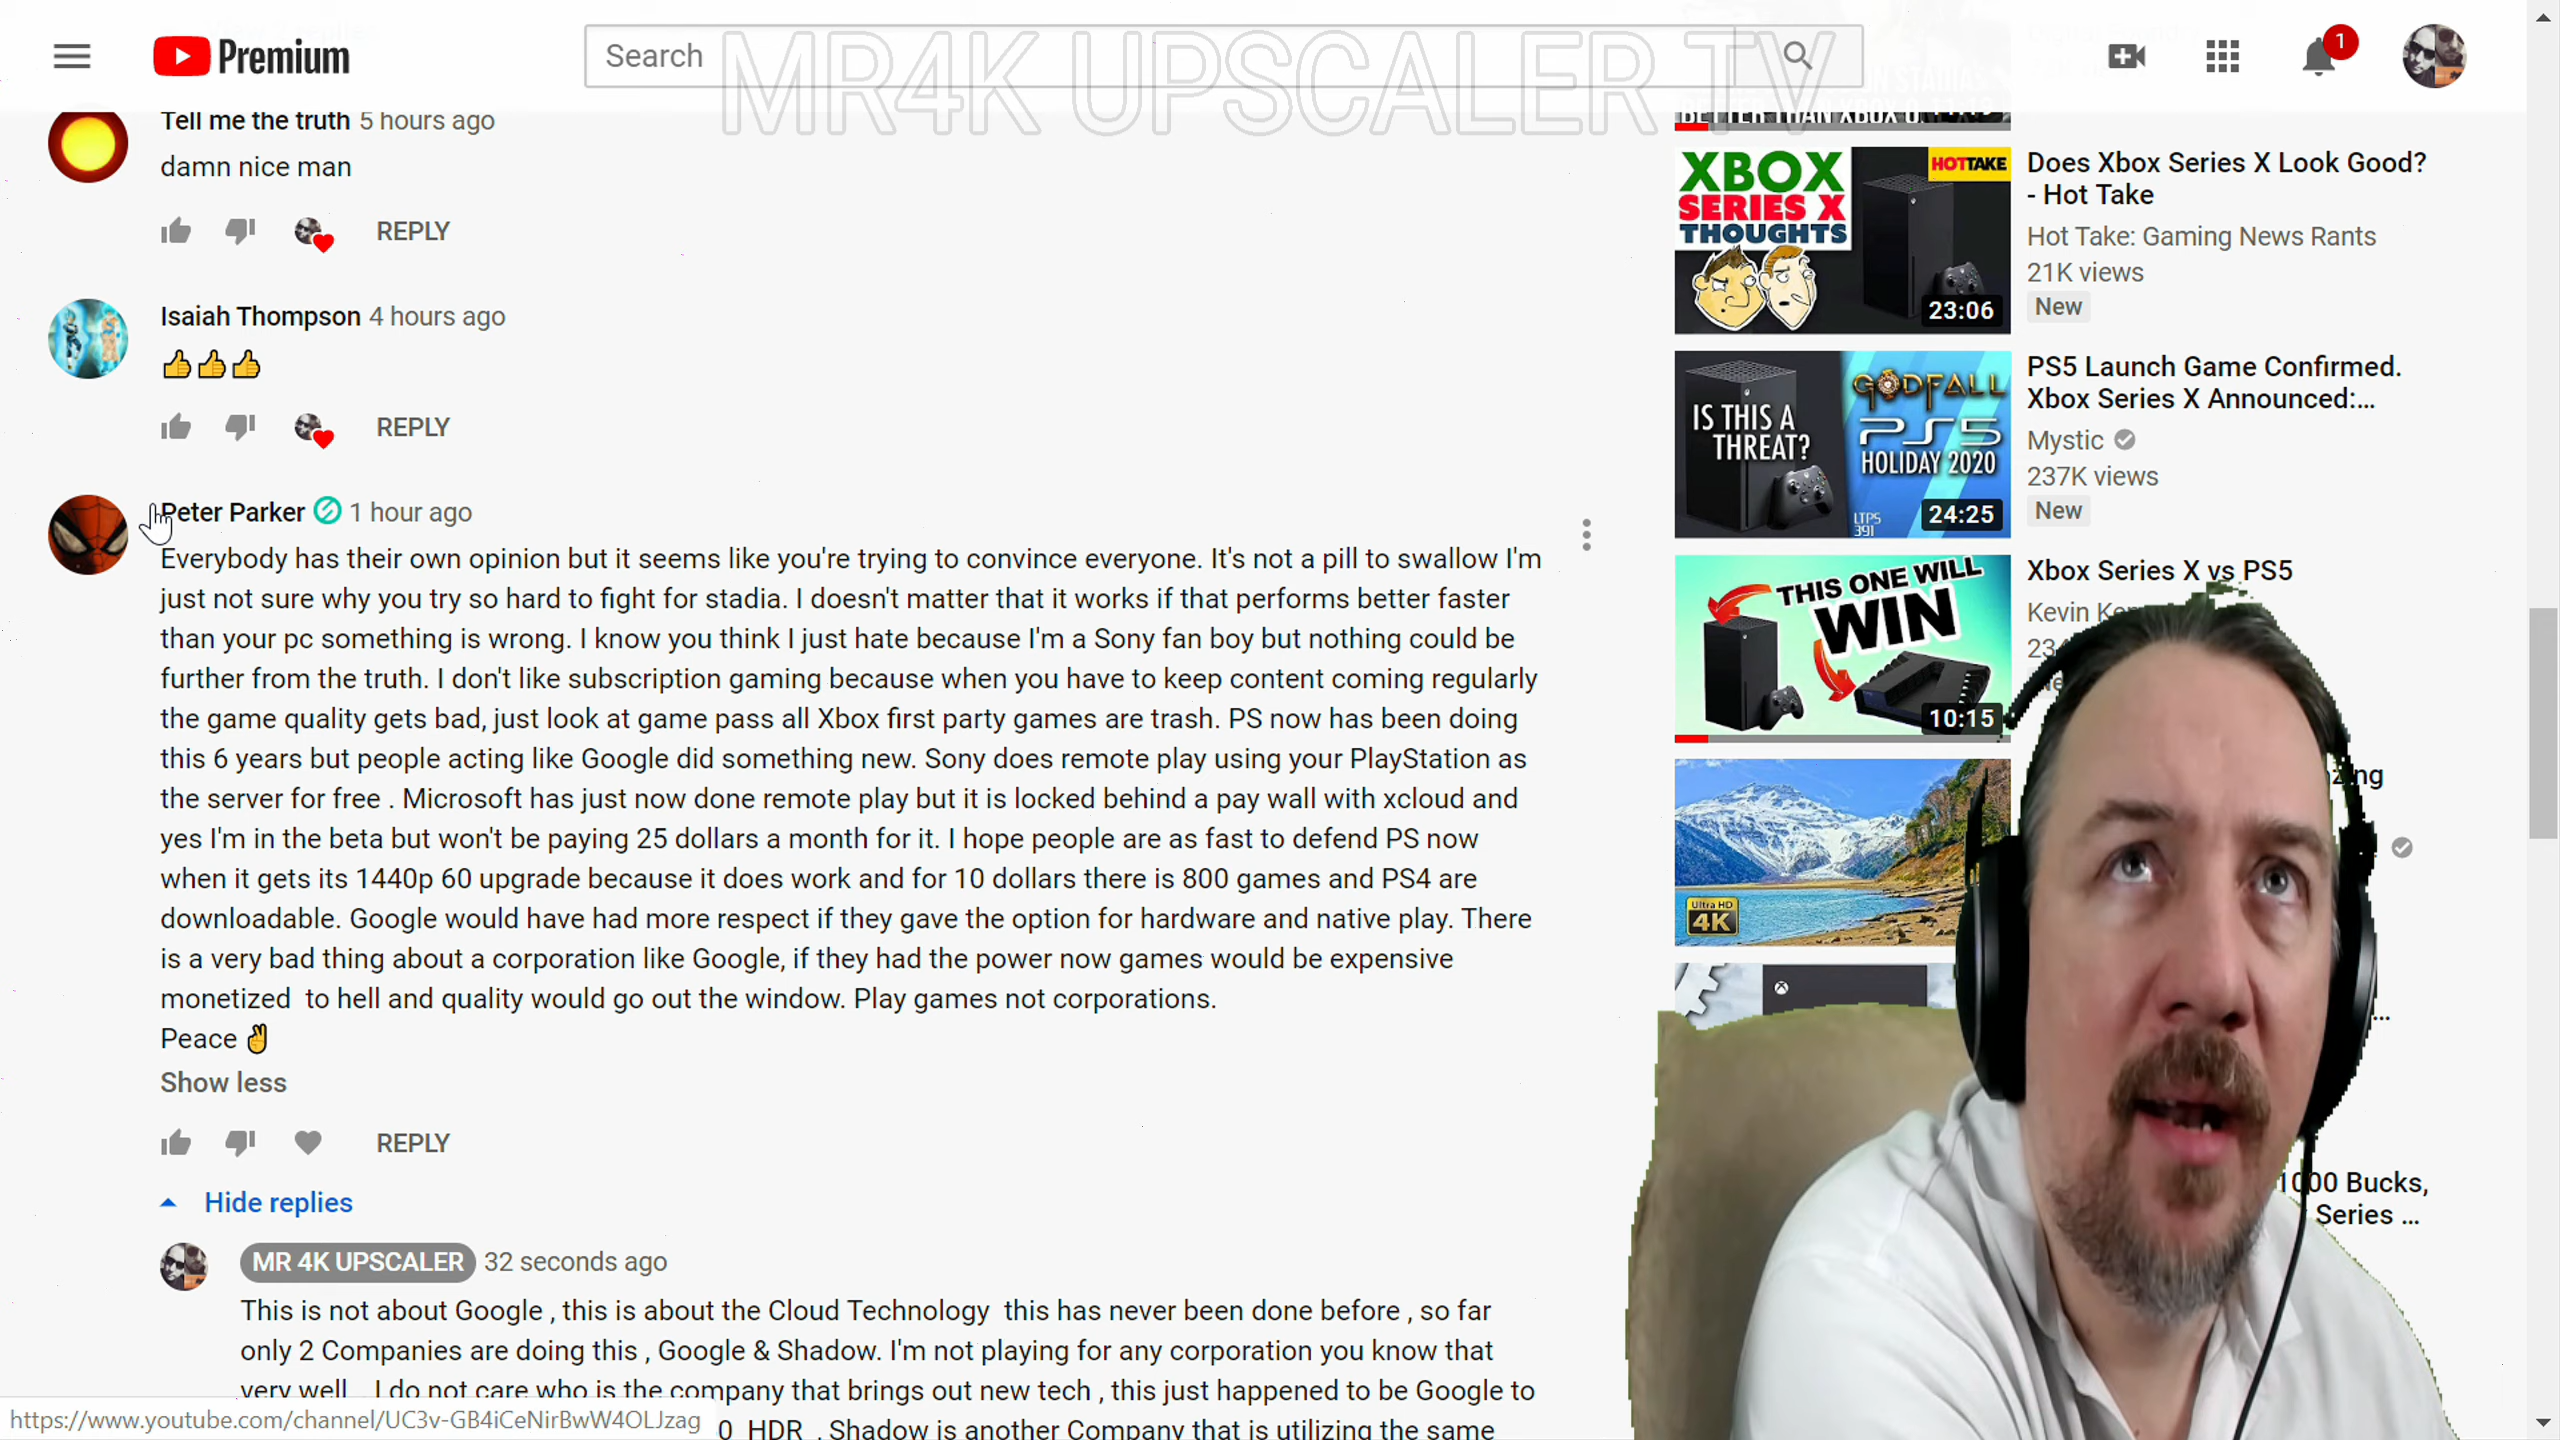 Premium
Search
MR4K UPSCALER TV
1
Tell me the truth 5 hours ago
damn nice man
REPLY
Isaiah Thompson 4 hours ago
👍👍👍
REPLY
Peter Parker 1 hour ago
Everybody has their own opinion but it seems like you're trying to convince everyone. It's not a pill to swallow I'm
just not sure why you try so hard to fight for stadia. I doesn't matter that it works if that performs better faster
than your pc something is wrong. I know you think I just hate because I'm a Sony fan boy but nothing could be
further from the truth. I don't like subscription gaming because when you have to keep content coming regularly
the game quality gets bad, just look at game pass all Xbox first party games are trash. PS now has been doing
this 6 years but people acting like Google did something new. Sony does remote play using your PlayStation as
the server for free . Microsoft has just now done remote play but it is locked behind a pay wall with xcloud and
yes I'm in the beta but won't be paying 25 dollars a month for it. I hope people are as fast to defend PS now
when it gets its 1440p 60 upgrade because it does work and for 10 dollars there is 800 games and PS4 are
downloadable. Google would have had more respect if they gave the option for hardware and native play. There
is a very bad thing about a corporation like Google, if they had the power now games would be expensive
monetized  to hell and quality would go out the window. Play games not corporations.
Peace ✌
Show less
REPLY
Hide replies
MR 4K UPSCALER 32 seconds ago
This is not about Google , this is about the Cloud Technology  this has never been done before , so far
only 2 Companies are doing this , Google & Shadow. I'm not playing for any corporation you know that
very well . I do not care who is the company that brings out new tech , this just happened to be Google to
0 HDR . Shadow is another Company that is utilizing the same
https://www.youtube.com/channel/UC3v-GB4iCeNirBwW4OLJzag
BETTER THAN XBOX
XBOX
SERIES X
THOUGHTS
HOTTAKE
23:06
Does Xbox Series X Look Good?
- Hot Take
Hot Take: Gaming News Rants
21K views
New
IS THIS A
THREAT?
GODFALL
PS5
HOLIDAY 2020
LTPS
391
24:25
PS5 Launch Game Confirmed.
Xbox Series X Announced:...
Mystic
237K views
New
THIS ONE WILL
WIN
10:15
Xbox Series X vs PS5
Kevin
Ultra HD
4K
1000 Bucks,
Series ...